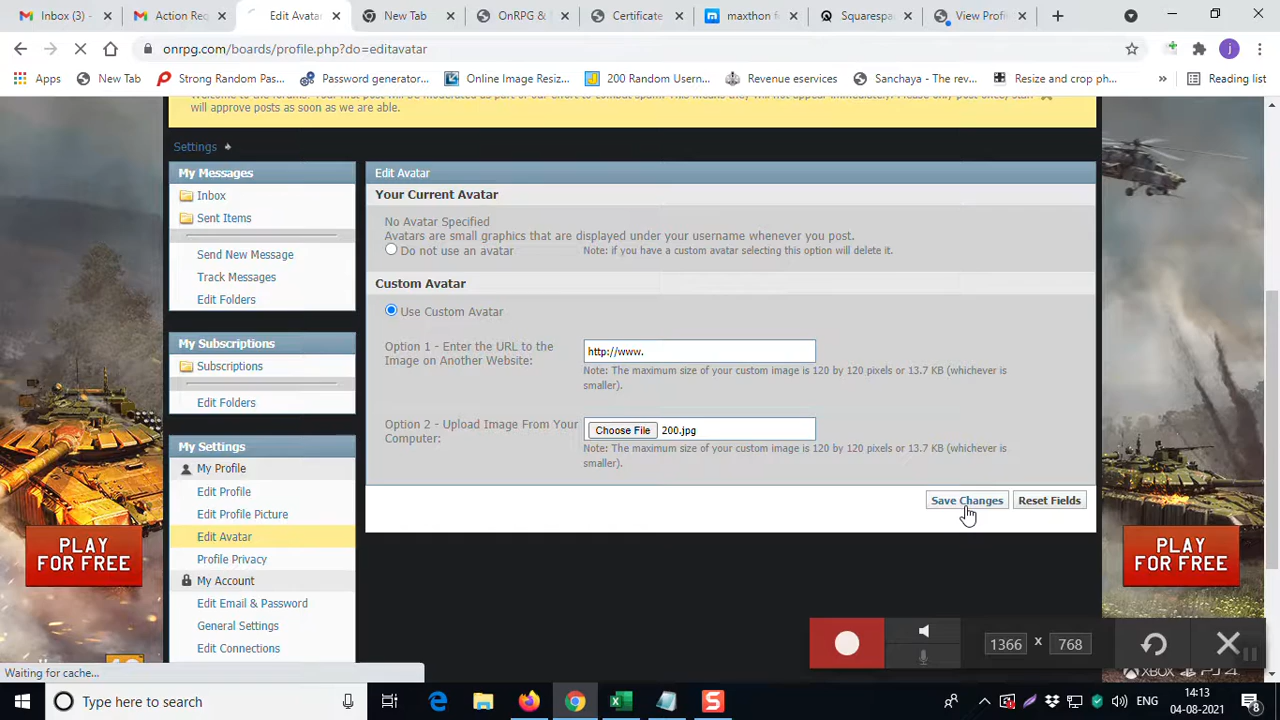 Inbox (3)
Action Req
Edit Avatar
New Tab
OnRPG &
Certificate
maxthon f
Squarespa
View Profi
onrpg.com/boards/profile.php?do=editavatar
j
Apps
New Tab
Strong Random Pas...
Password generator...
Online Image Resiz...
200 Random Usern...
Revenue eservices
Sanchaya - The rev...
Resize and crop ph...
»
Reading list
will approve posts as soon as we are able.
Settings
My Messages
Inbox
Sent Items
Send New Message
Track Messages
Edit Folders
My Subscriptions
Subscriptions
Edit Folders
My Settings
My Profile
Edit Profile
Edit Profile Picture
Edit Avatar
Profile Privacy
My Account
Edit Email & Password
General Settings
Edit Connections
Edit Avatar
Your Current Avatar
No Avatar Specified
Avatars are small graphics that are displayed under your username whenever you post.
Do not use an avatar Note: if you have a custom avatar selecting this option will delete it.
Custom Avatar
Use Custom Avatar
Option 1 - Enter the URL to the
Image on Another Website:
http://www.
Note: The maximum size of your custom image is 120 by 120 pixels or 13.7 KB (whichever is
smaller).
Option 2 - Upload Image From Your
Computer:
Choose File 200.jpg
Note: The maximum size of your custom image is 120 by 120 pixels or 13.7 KB (whichever is
smaller).
Save Changes Reset Fields
PLAY
FOR FREE
PLAY
FOR FREE
1366 x 768
XBOX PS4
Waiting for cache...
Type here to search
ENG
14:13
04-08-2021
8